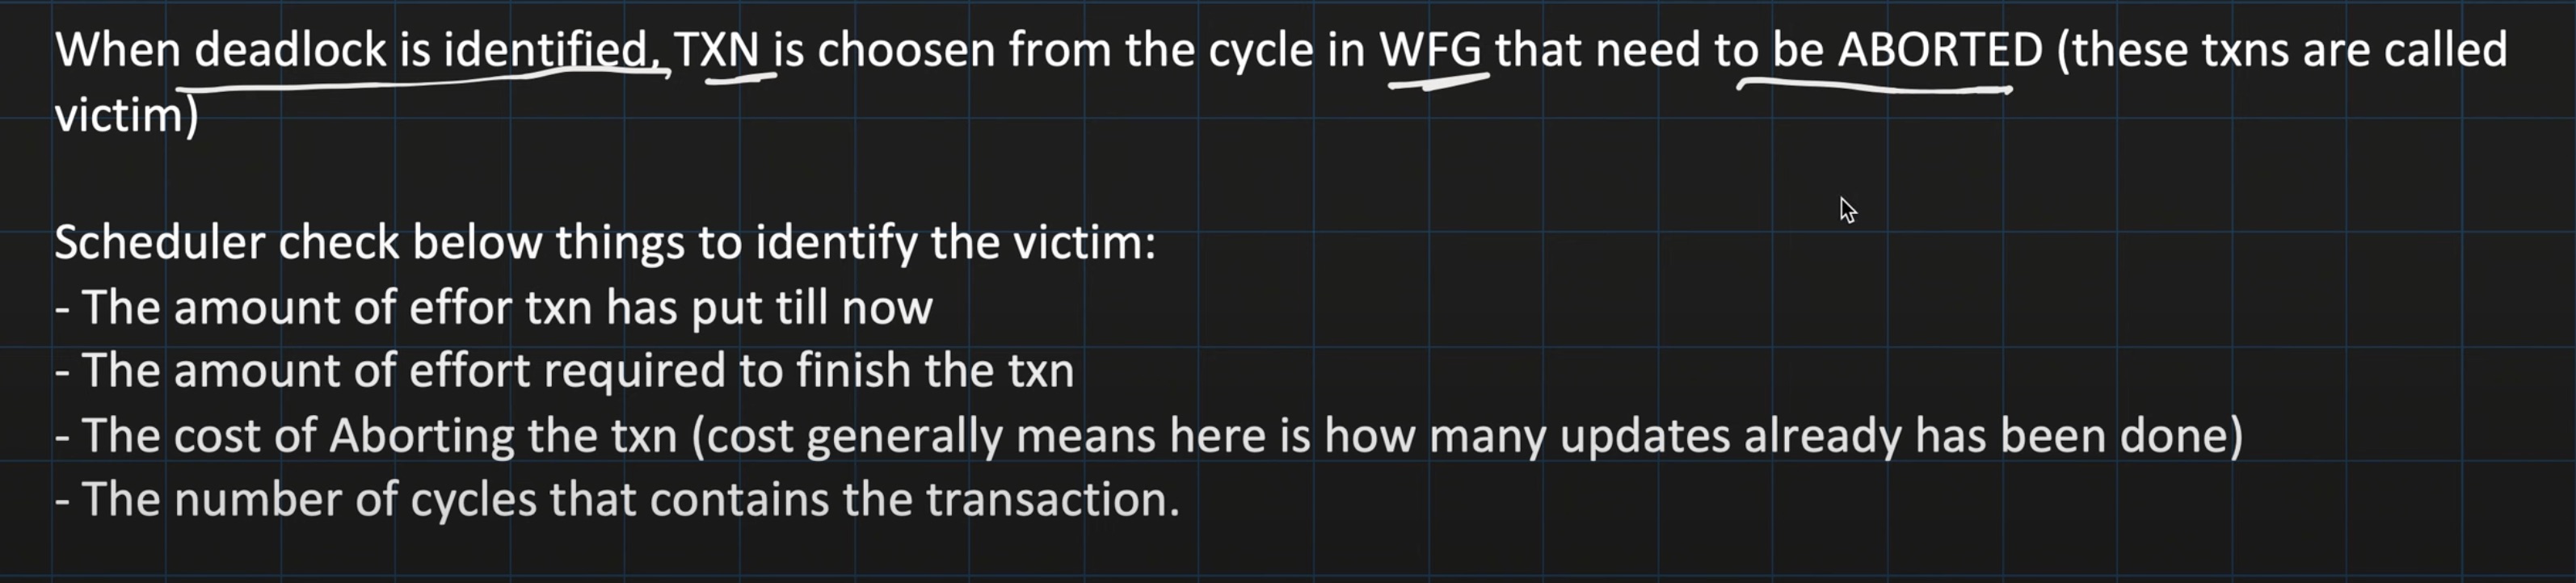 When deadlock is identified, TXN is choosen from the cycle in WFG that need to be ABORTED (these txns are called
victim)
Scheduler check below things to identify the victim:
- The amount of effor txn has put till now
- The amount of effort required to finish the txn
- The cost of Aborting the txn (cost generally means here is how many updates already has been done)
- The number of cycles that contains the transaction.